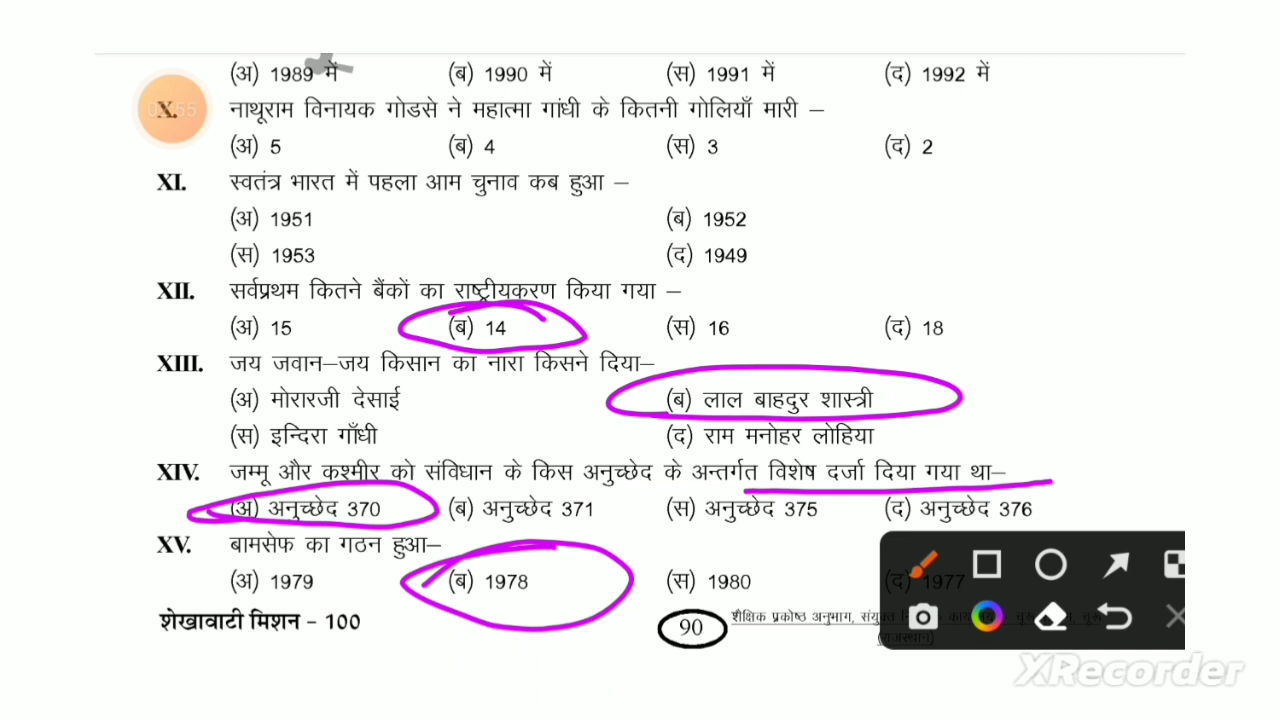 (अ) 1989 में (ब) 1990 में (स) 1991 में (द) 1992 में
X. नाथूराम विनायक गोडसे ने महात्मा गांधी के कितनी गोलियाँ मारी –
(अ) 5 (ब) 4 (स) 3 (द) 2
XI. स्वतंत्र भारत में पहला आम चुनाव कब हुआ –
(अ) 1951 (ब) 1952
(स) 1953 (द) 1949
XII. सर्वप्रथम कितने बैंकों का राष्ट्रीयकरण किया गया –
(अ) 15 (ब) 14 (स) 16 (द) 18
XIII. जय जवान–जय किसान का नारा किसने दिया–
(अ) मोरारजी देसाई (ब) लाल बाहदुर शास्त्री
(स) इन्दिरा गाँधी (द) राम मनोहर लोहिया
XIV. जम्मू और कश्मीर को संविधान के किस अनुच्छेद के अन्तर्गत विशेष दर्जा दिया गया था–
(अ) अनुच्छेद 370 (ब) अनुच्छेद 371 (स) अनुच्छेद 375 (द) अनुच्छेद 376
XV. बामसेफ का गठन हुआ–
(अ) 1979 (ब) 1978 (स) 1980 (द) 1977
शेखावाटी मिशन - 100 90 शैक्षिक प्रकोष्ठ अनुभाग, संयुक्त
(राजस्थान)
XRecorder